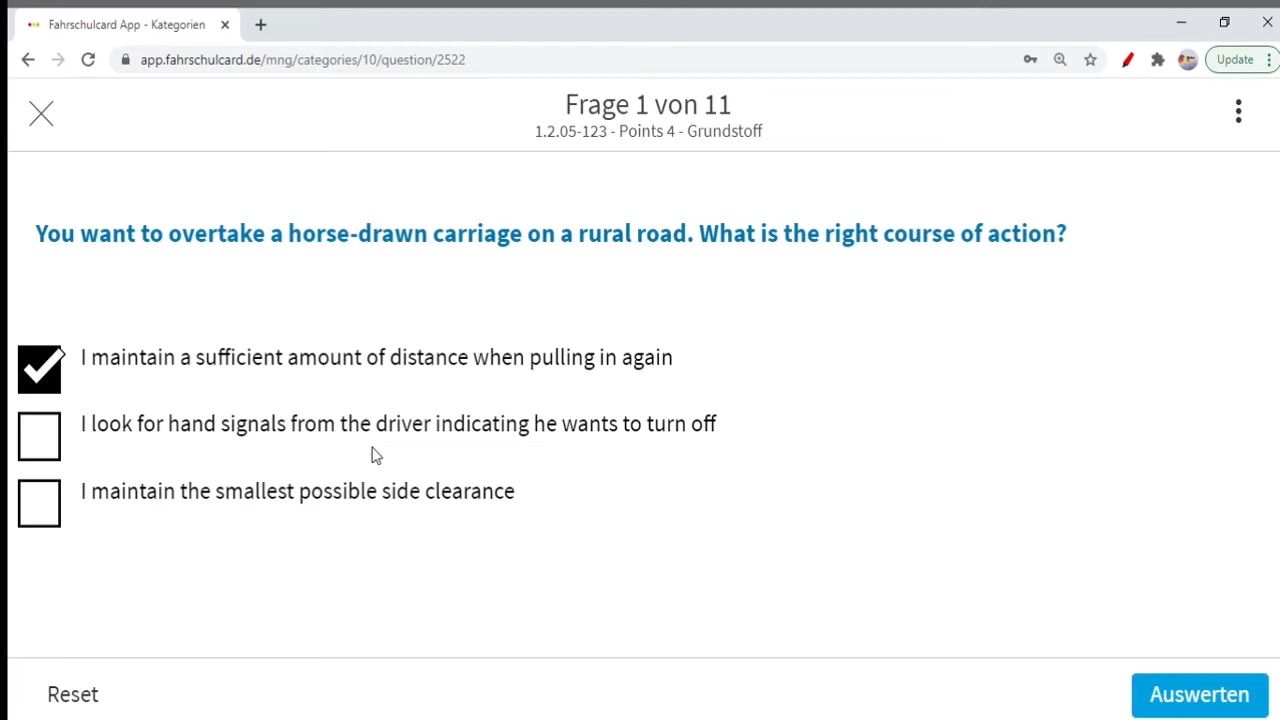 Fahrschulcard App - Kategorien
app.fahrschulcard.de/mng/categories/10/question/2522
Update
Frage 1 von 11
1.2.05-123 - Points 4 - Grundstoff
You want to overtake a horse-drawn carriage on a rural road. What is the right course of action?
I maintain a sufficient amount of distance when pulling in again
I look for hand signals from the driver indicating he wants to turn off
I maintain the smallest possible side clearance
Reset
Auswerten